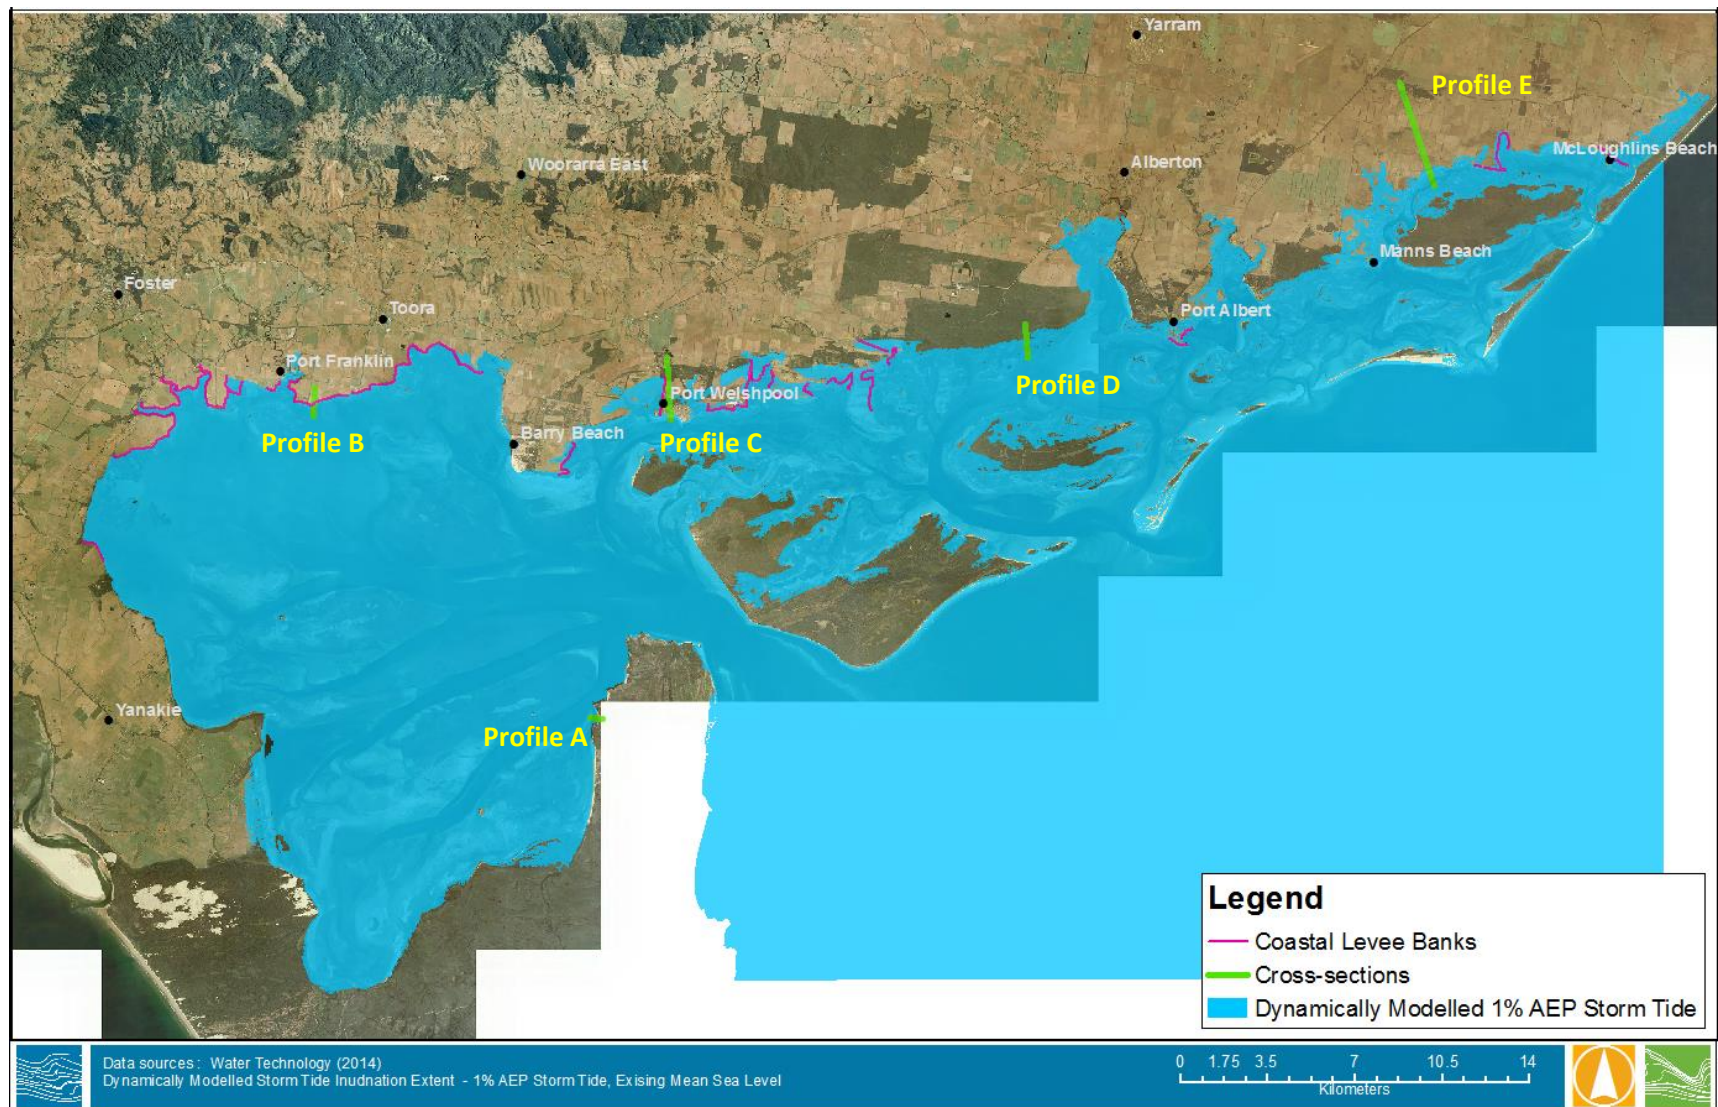 Yarram
Profile E
McLoughlins Beach
Woorarra East
Alberton
Manns Beach
Foster
Toora
Port Albert
Port Franklin
Profile D
Port Welshpool
Profile B
Barry Beach
Profile C
Yanakie
Profile A
Legend
Coastal Levee Banks
Cross-sections
Dynamically Modelled 1% AEP Storm Tide
Data sources : Water Technology (2014)
Dynamically Modelled Storm Tide Inudnation Extent - 1% AEP Storm Tide, Exising Mean Sea Level
0 1.75 3.5 7 10.5 14
Kilometers